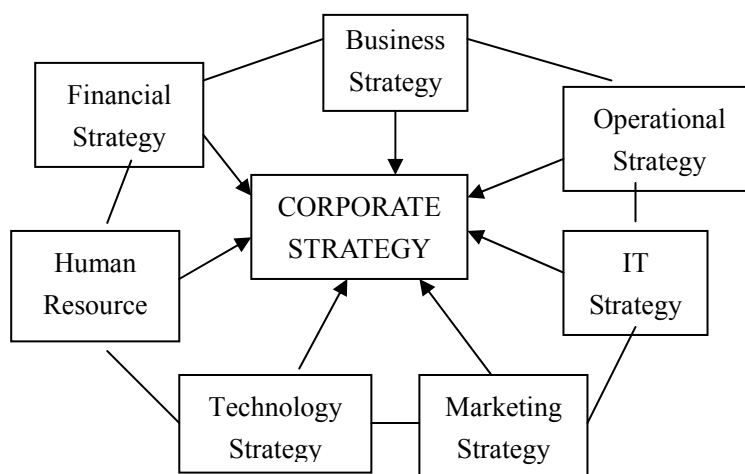 Business
Strategy
Financial
Strategy
Operational
Strategy
CORPORATE
STRATEGY
Human
Resource
IT
Strategy
Technology
Strategy
Marketing
Strategy